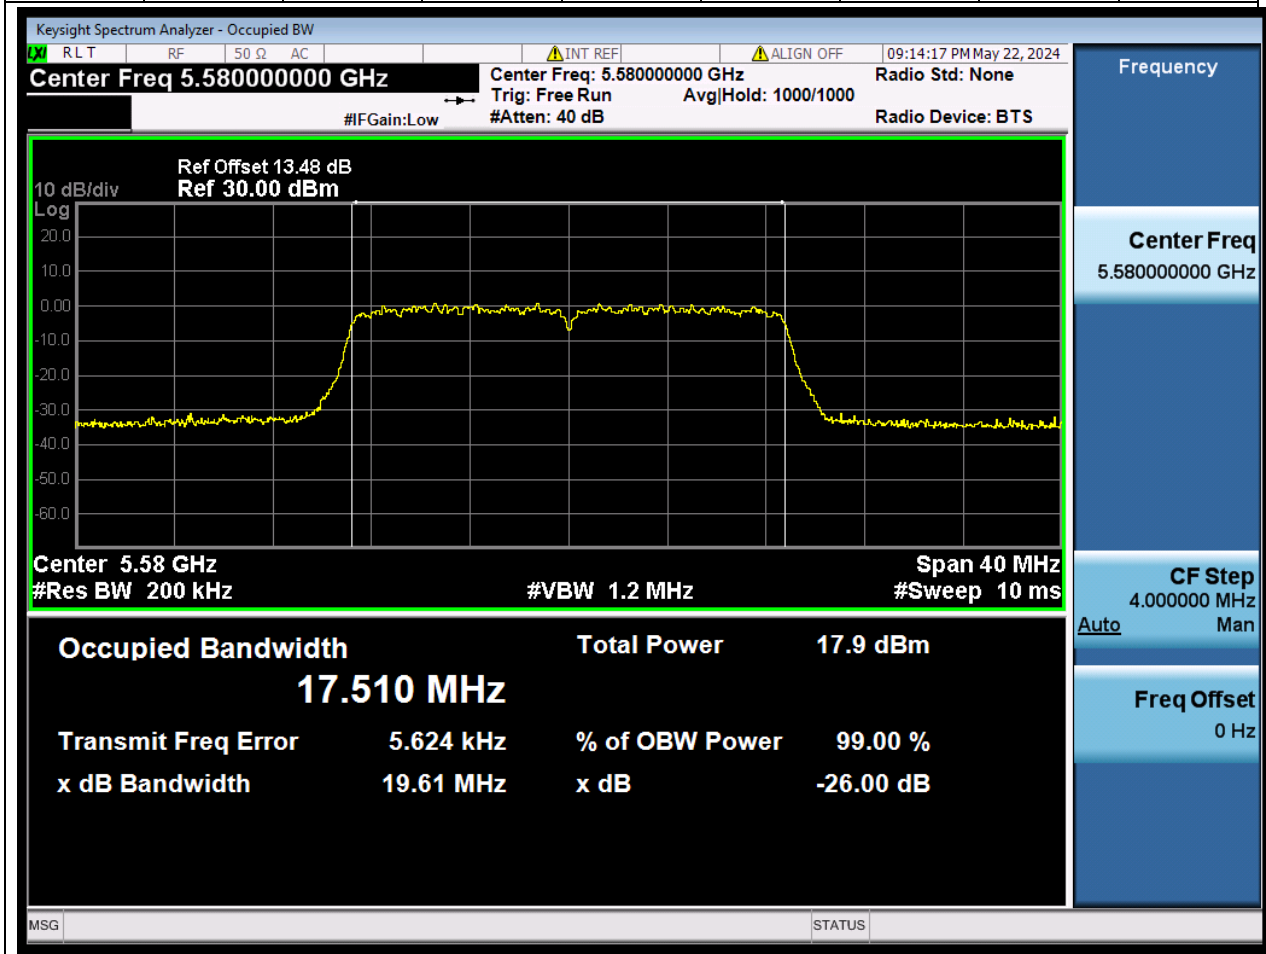 Keysight Spectrum Analyzer - Occupied BW
LXI RLT RF 50 Ω AC INT REF ALIGN OFF 09:14:17 PM May 22, 2024
Center Freq 5.580000000 GHz
Center Freq: 5.580000000 GHz
Radio Std: None
Trig: Free Run Avg|Hold: 1000/1000
#IFGain:Low
#Atten: 40 dB
Radio Device: BTS
Ref Offset 13.48 dB
10 dB/div Ref 30.00 dBm
Log
20.0
10.0
0.00
-10.0
-20.0
-30.0
-40.0
-50.0
-60.0
Center 5.58 GHz Span 40 MHz
#Res BW 200 kHz #VBW 1.2 MHz #Sweep 10 ms
Occupied Bandwidth Total Power 17.9 dBm
17.510 MHz
Transmit Freq Error 5.624 kHz % of OBW Power 99.00 %
x dB Bandwidth 19.61 MHz x dB -26.00 dB
Frequency
Center Freq
5.580000000 GHz
CF Step
4.000000 MHz
Auto Man
Freq Offset
0 Hz
MSG STATUS